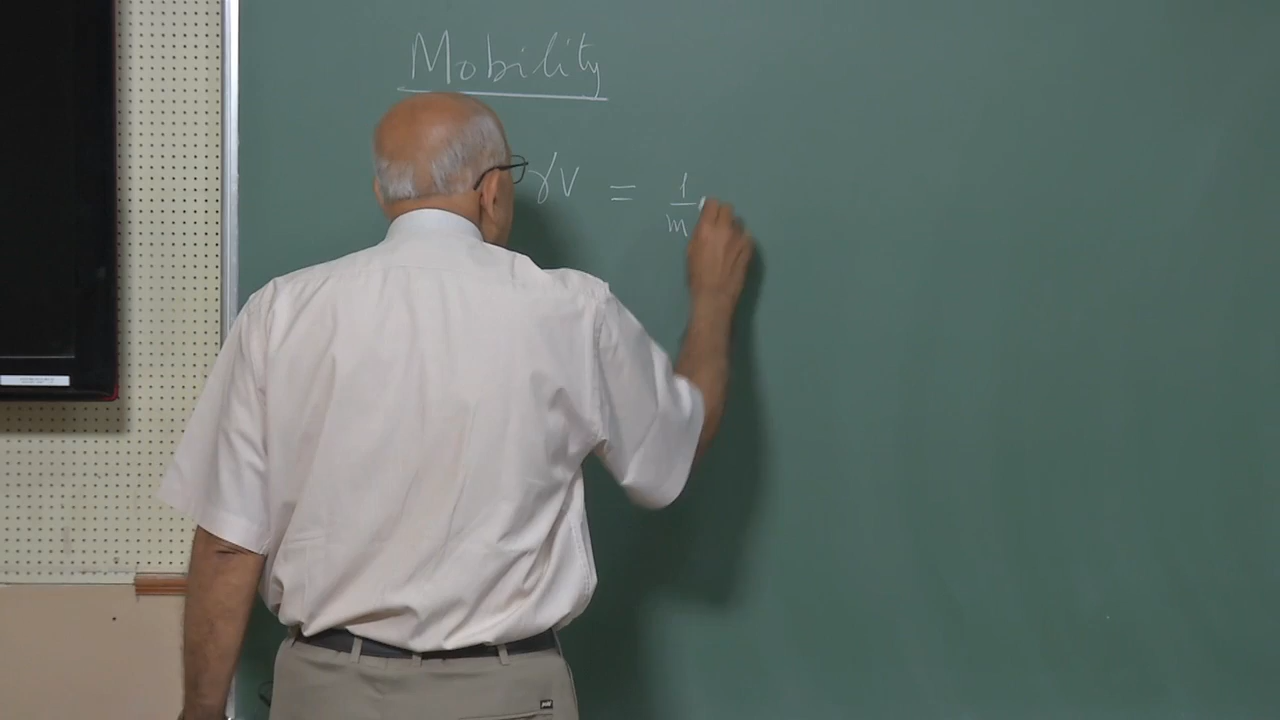 Mobility
γv = 1/m